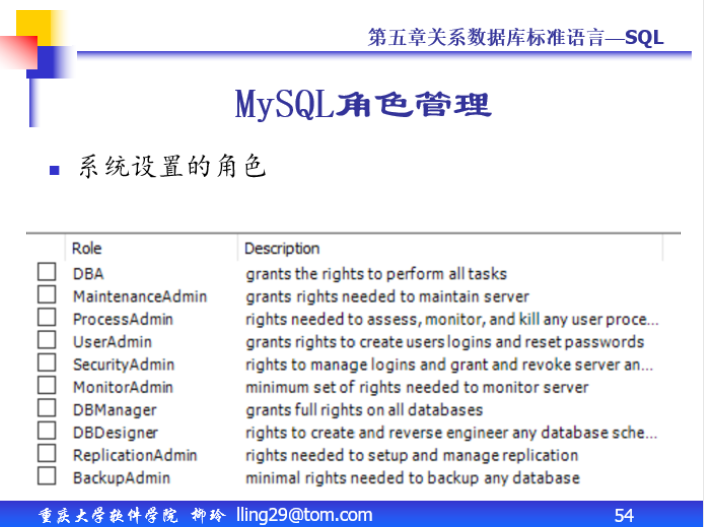 第五章关系数据库标准语言—SQL
MySQL角色管理
系统设置的角色
Role Description
DBA grants the rights to perform all tasks
MaintenanceAdmin grants rights needed to maintain server
ProcessAdmin rights needed to assess, monitor, and kill any user proce...
UserAdmin grants rights to create users logins and reset passwords
SecurityAdmin rights to manage logins and grant and revoke server an...
MonitorAdmin minimum set of rights needed to monitor server
DBManager grants full rights on all databases
DBDesigner rights to create and reverse engineer any database sche...
ReplicationAdmin rights needed to setup and manage replication
BackupAdmin minimal rights needed to backup any database
重庆大学软件学院 柳玲 lling29@tom.com 54